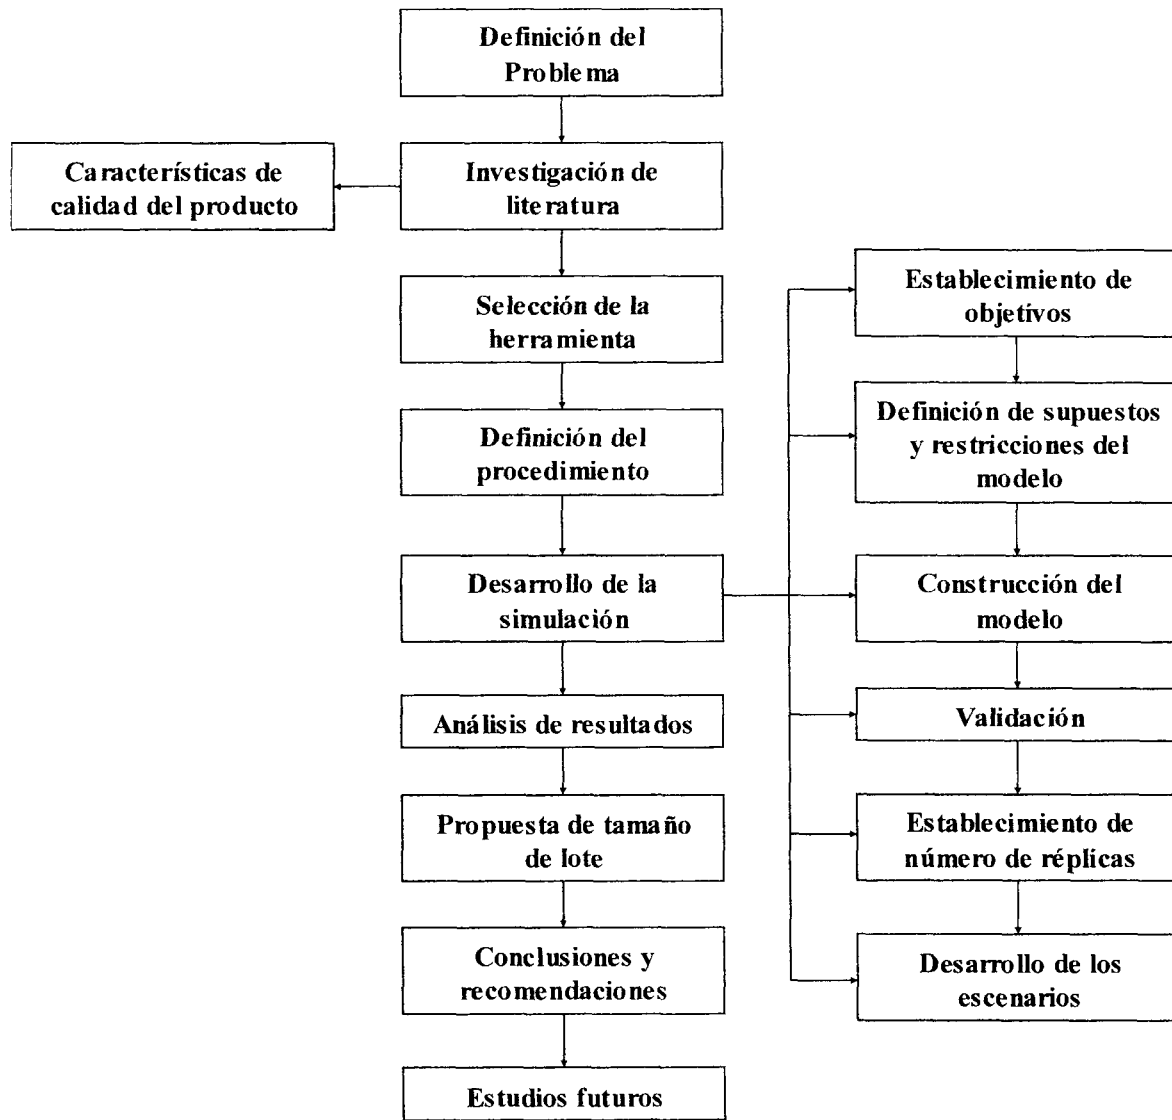 Definición del
Problema
Características de
calidad del producto
Investigación de
literatura
Selección de la
herramienta
Definición del
procedimiento
Desarrollo de la
simulación
Análisis de resultados
Propuesta de tamaño
de lote
Conclusiones y
recomendaciones
Estudios futuros
Establecimiento de
objetivos
Definición de supuestos
y restricciones del
modelo
Construcción del
modelo
Validación
Establecimiento de
número de réplicas
Desarrollo de los
escenarios